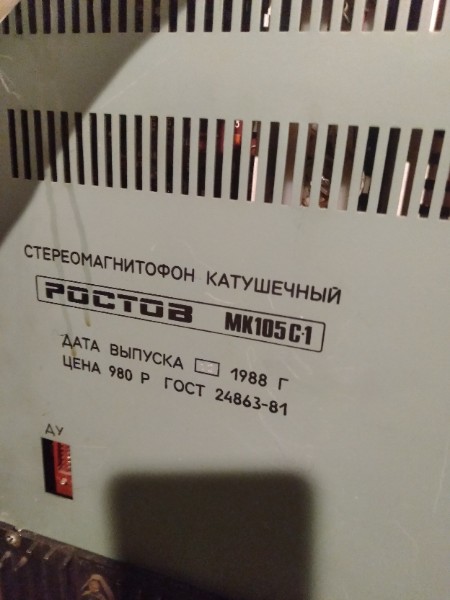 СТЕРЕОМАГНИТОФОН КАТУШЕЧНЫЙ
РОСТОВ МК105С-1
ДАТА ВЫПУСКА 1988 Г
ЦЕНА 980 Р ГОСТ 24863-81
ДУ